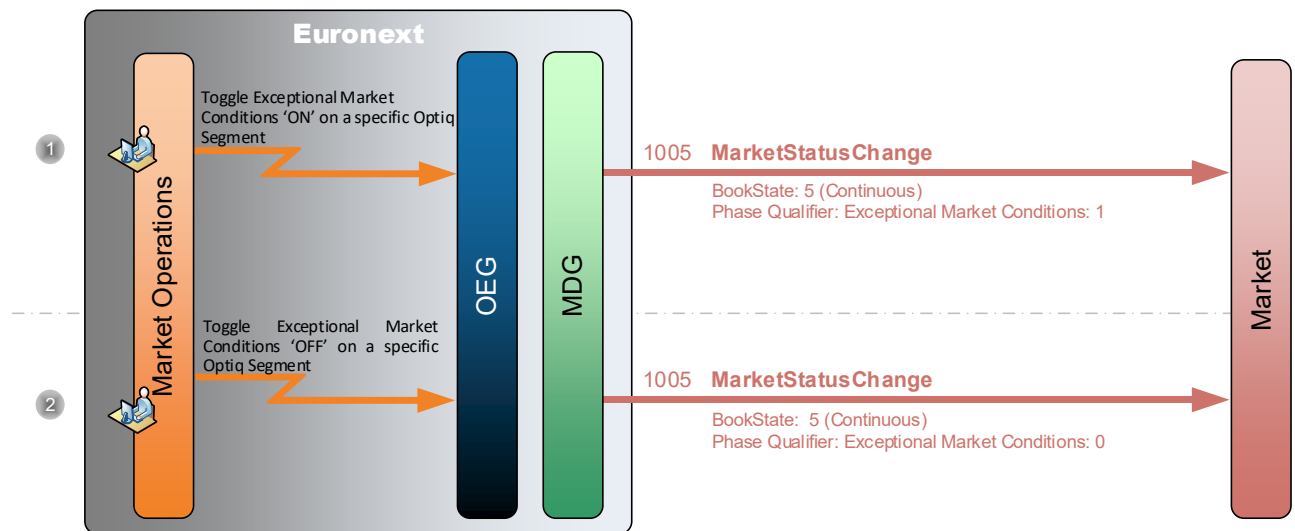 Euronext
1
Toggle Exceptional Market
Conditions ‘ON’ on a specific Optiq
Segment
1005 MarketStatusChange
BookState: 5 (Continuous)
Phase Qualifier: Exceptional Market Conditions: 1
Market Operations
OEG
MDG
Market
2
Toggle Exceptional Market
Conditions ‘OFF’ on a specific
Optiq Segment
1005 MarketStatusChange
BookState: 5 (Continuous)
Phase Qualifier: Exceptional Market Conditions: 0